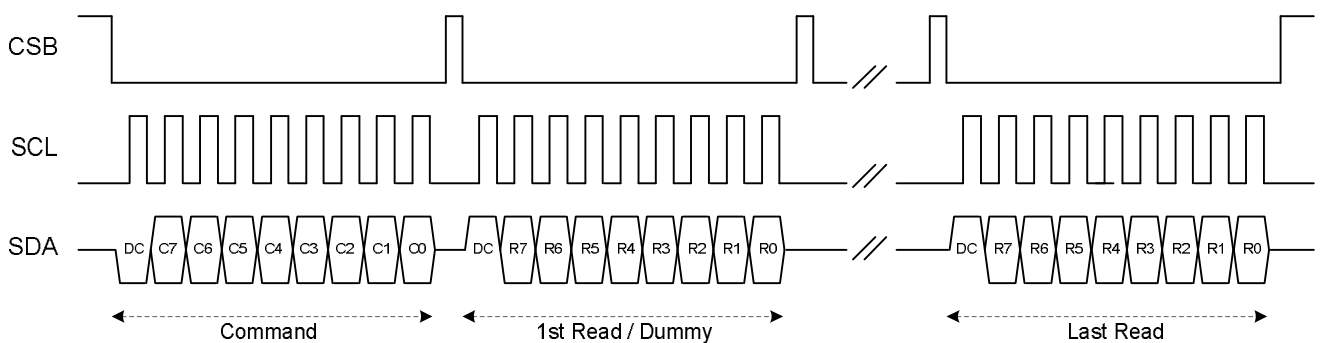 CSB
SCL
SDA DC C7 C6 C5 C4 C3 C2 C1 C0 DC R7 R6 R5 R4 R3 R2 R1 R0 // DC R7 R6 R5 R4 R3 R2 R1 R0
Command 1st Read / Dummy Last Read